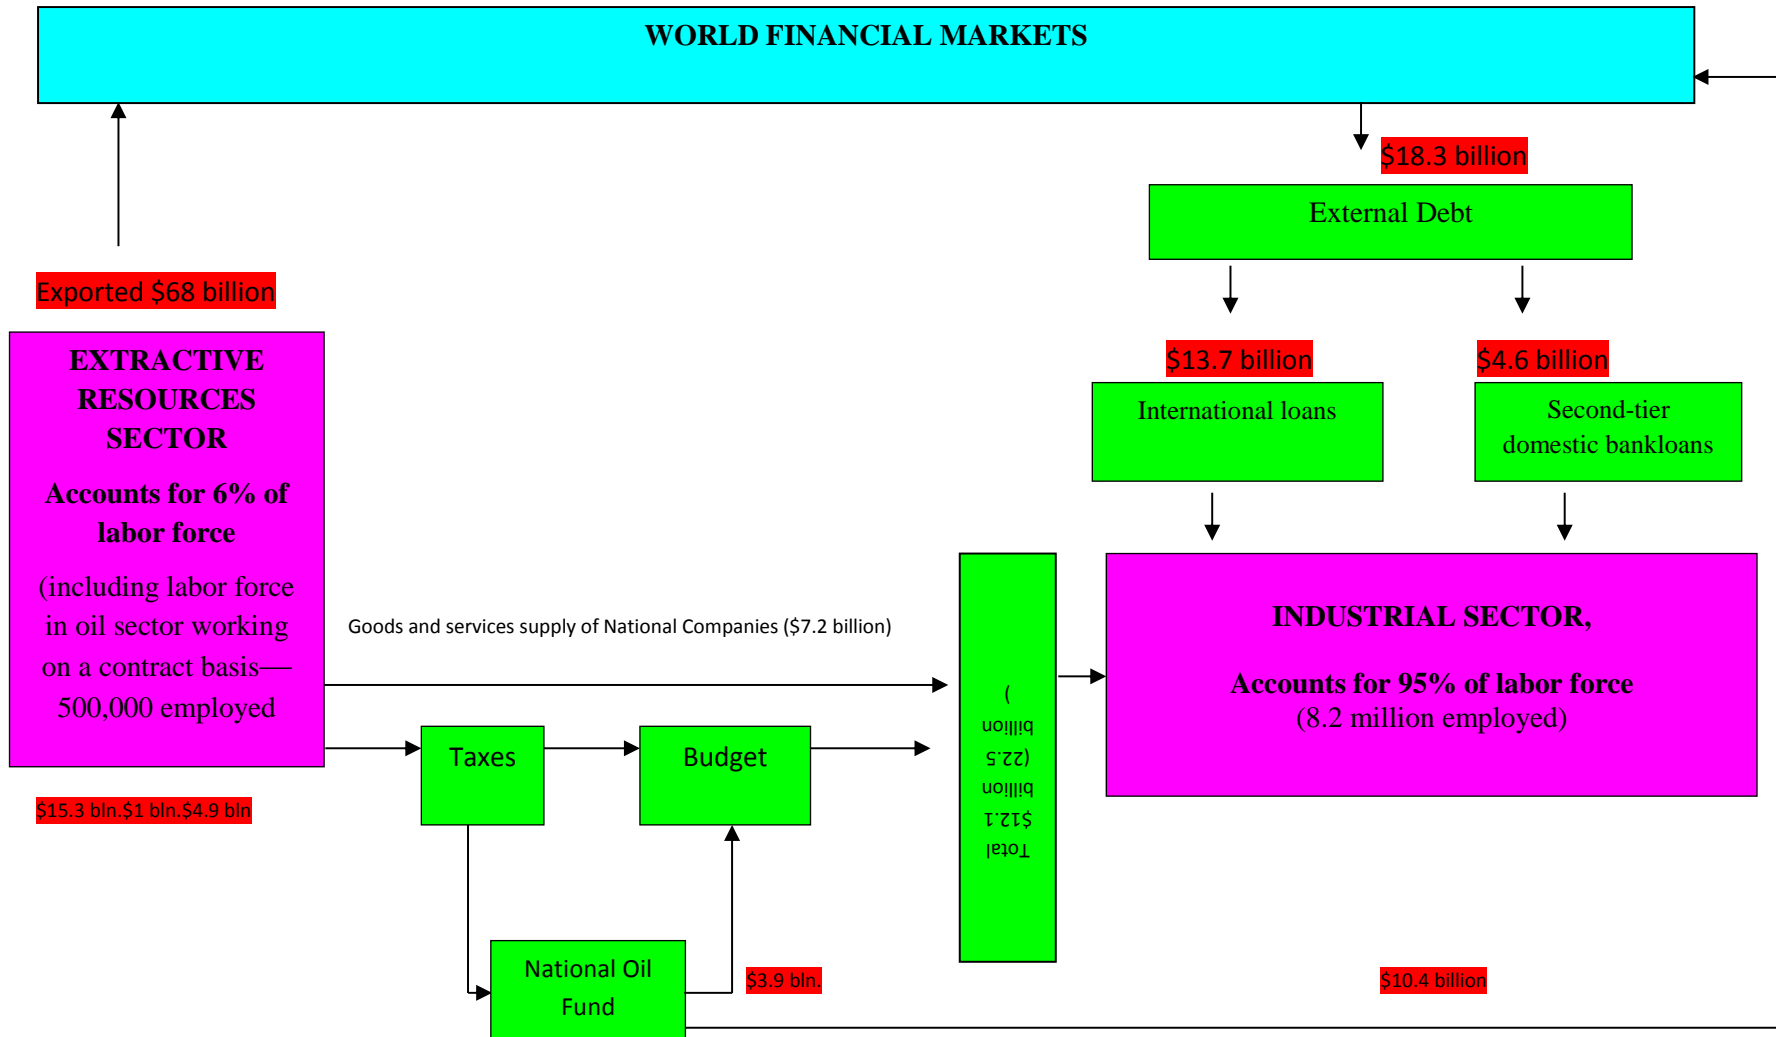 WORLD FINANCIAL MARKETS
$18.3 billion
External Debt
Exported $68 billion
$13.7 billion
$4.6 billion
EXTRACTIVE
RESOURCES
SECTOR
Accounts for 6% of
labor force
(including labor force
in oil sector working
on a contract basis—
500,000 employed
International loans
Second-tier
domestic bankloans
Goods and services supply of National Companies ($7.2 billion)
Total
$12.1
billion
(22.5
billion
)
INDUSTRIAL SECTOR,
Accounts for 95% of labor force
(8.2 million employed)
Taxes
Budget
$15.3 bln.$1 bln.$4.9 bln
National Oil
Fund
$3.9 bln.
$10.4 billion